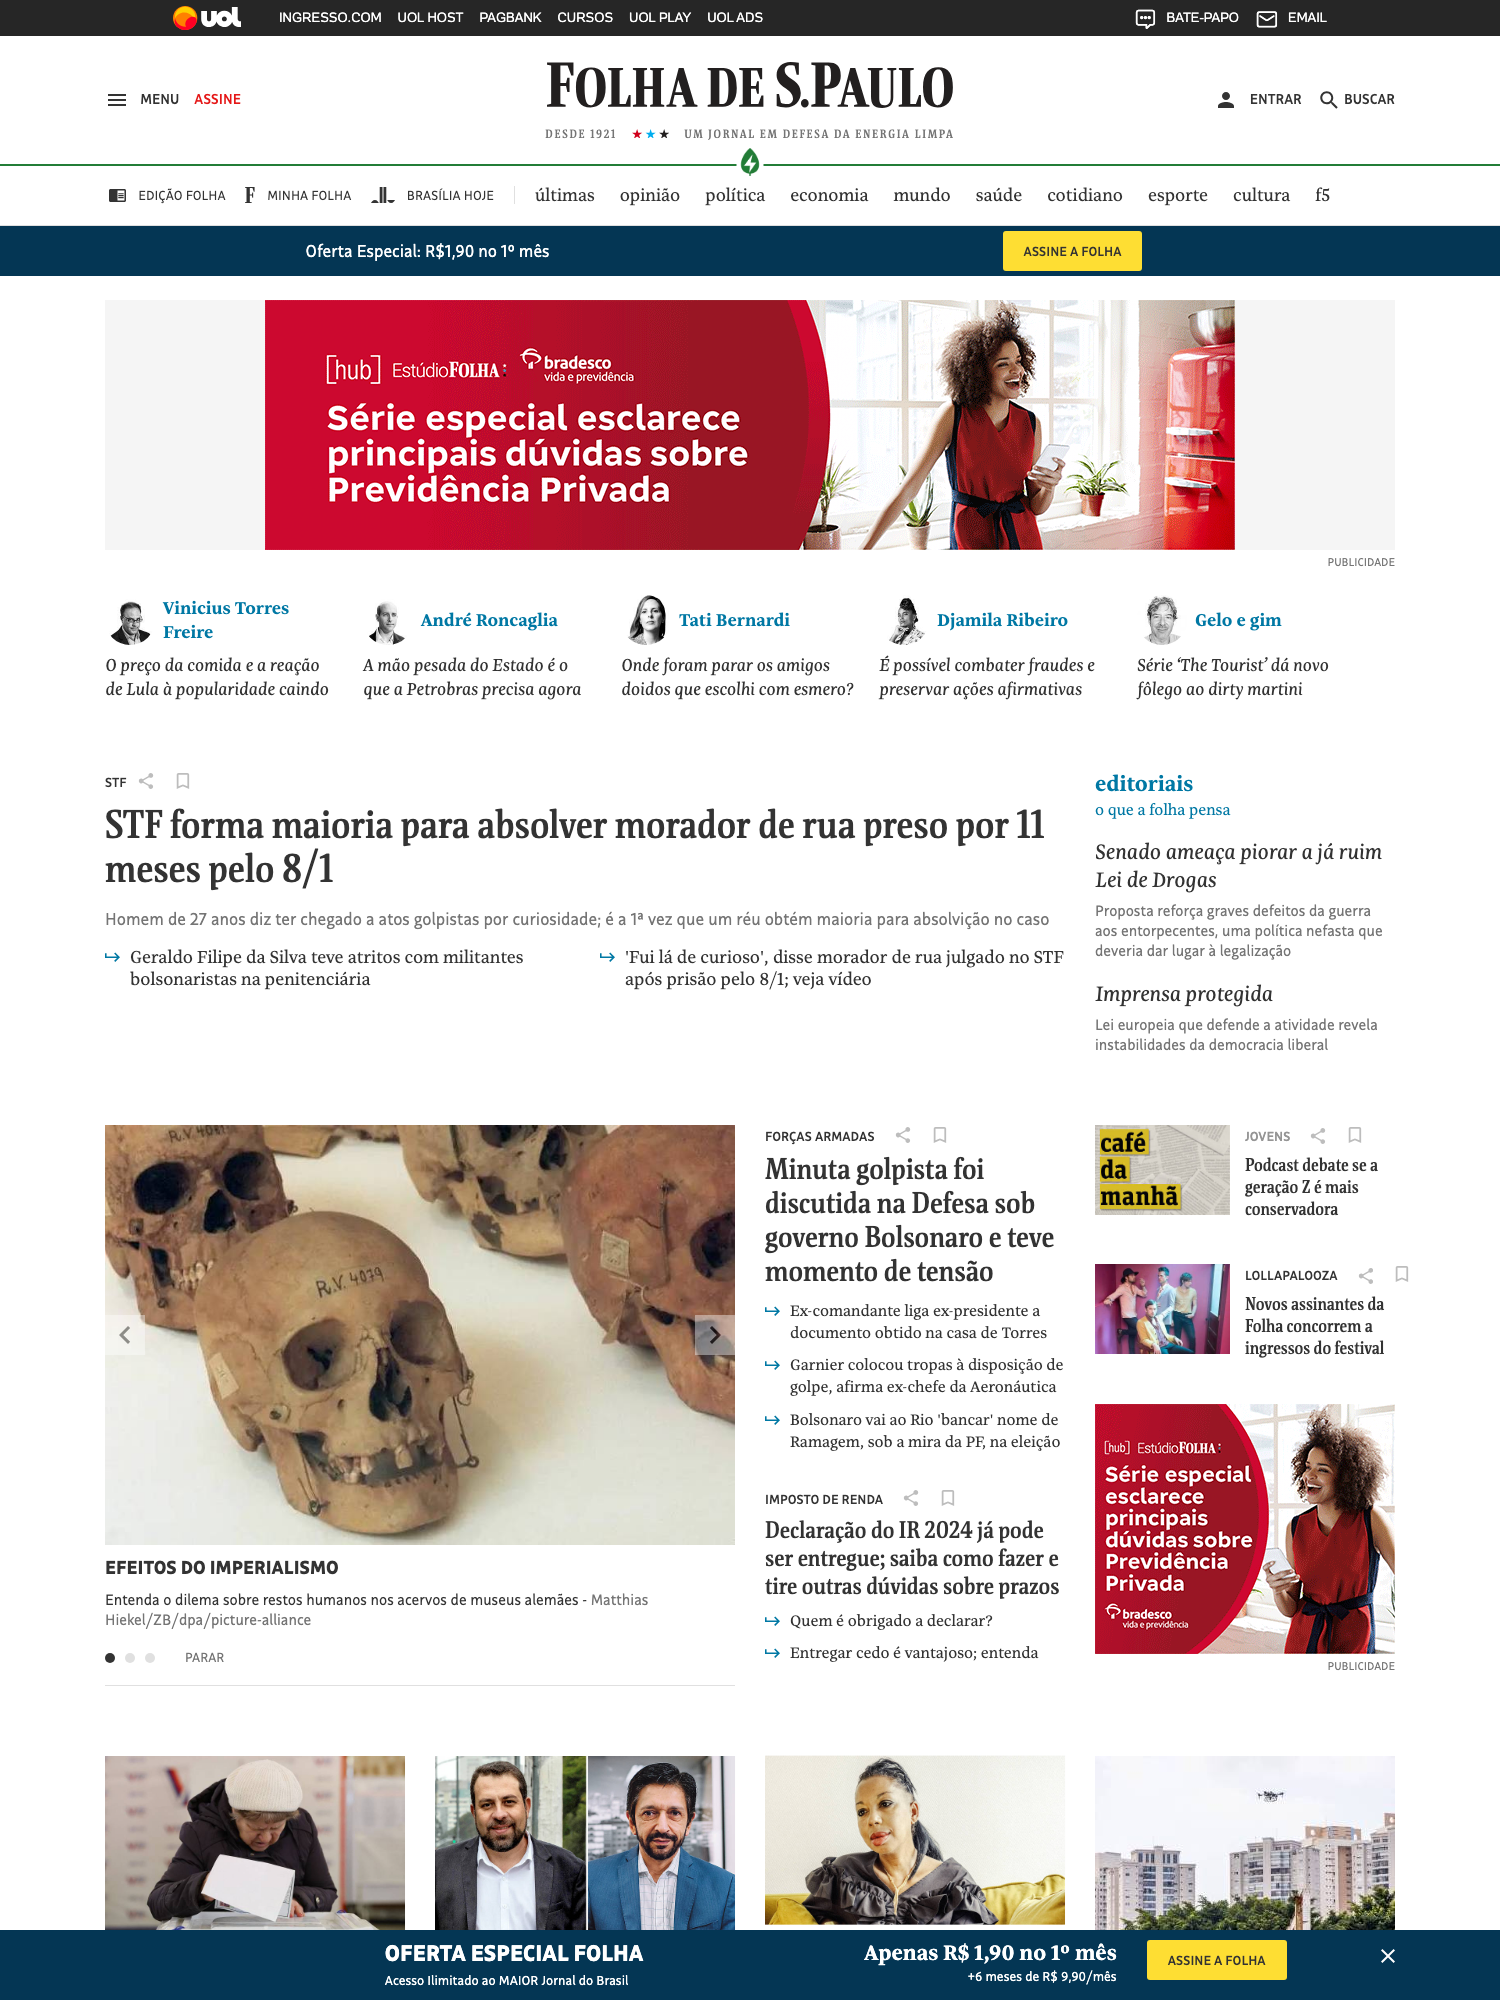 uol INGRESSO.COM UOL HOST PAGBANK CURSOS UOL PLAY UOL ADS BATE-PAPO EMAIL
MENU ASSINE
FOLHA DE S.PAULO
DESDE 1921 ★★★ UM JORNAL EM DEFESA DA ENERGIA LIMPA
ENTRAR BUSCAR
EDIÇÃO FOLHA F MINHA FOLHA BRASÍLIA HOJE últimas opinião política economia mundo saúde cotidiano esporte cultura f5
Oferta Especial: R$1,90 no 1º mês ASSINE A FOLHA
[hub] EstúdioFOLHA: bradesco
vida e previdência
Série especial esclarece
principais dúvidas sobre
Previdência Privada
PUBLICIDADE
Vinicius Torres
Freire
O preço da comida e a reação
de Lula à popularidade caindo
André Roncaglia
A mão pesada do Estado é o
que a Petrobras precisa agora
Tati Bernardi
Onde foram parar os amigos
doidos que escolhi com esmero?
Djamila Ribeiro
É possível combater fraudes e
preservar ações afirmativas
Gelo e gim
Série ‘The Tourist’ dá novo
fôlego ao dirty martini
STF
STF forma maioria para absolver morador de rua preso por 11
meses pelo 8/1
Homem de 27 anos diz ter chegado a atos golpistas por curiosidade; é a 1ª vez que um réu obtém maioria para absolvição no caso
Geraldo Filipe da Silva teve atritos com militantes
bolsonaristas na penitenciária
'Fui lá de curioso', disse morador de rua julgado no STF
após prisão pelo 8/1; veja vídeo
editoriais
o que a folha pensa
Senado ameaça piorar a já ruim
Lei de Drogas
Proposta reforça graves defeitos da guerra
aos entorpecentes, uma política nefasta que
deveria dar lugar à legalização
Imprensa protegida
Lei europeia que defende a atividade revela
instabilidades da democracia liberal
R.V. 4079
EFEITOS DO IMPERIALISMO
Entenda o dilema sobre restos humanos nos acervos de museus alemães - Matthias
Hiekel/ZB/dpa/picture-alliance
PARAR
FORÇAS ARMADAS
Minuta golpista foi
discutida na Defesa sob
governo Bolsonaro e teve
momento de tensão
Ex-comandante liga ex-presidente a
documento obtido na casa de Torres
Garnier colocou tropas à disposição de
golpe, afirma ex-chefe da Aeronáutica
Bolsonaro vai ao Rio 'bancar' nome de
Ramagem, sob a mira da PF, na eleição
IMPOSTO DE RENDA
Declaração do IR 2024 já pode
ser entregue; saiba como fazer e
tire outras dúvidas sobre prazos
Quem é obrigado a declarar?
Entregar cedo é vantajoso; entenda
café
da
manhã
JOVENS
Podcast debate se a
geração Z é mais
conservadora
LOLLAPALOOZA
Novos assinantes da
Folha concorrem a
ingressos do festival
[hub] EstúdioFOLHA:
Série especial
esclarece
principais
dúvidas sobre
Previdência
Privada
bradesco
vida e previdência
PUBLICIDADE
OFERTA ESPECIAL FOLHA
Acesso Ilimitado ao MAIOR Jornal do Brasil
Apenas R$ 1,90 no 1º mês
+6 meses de R$ 9,90/mês
ASSINE A FOLHA